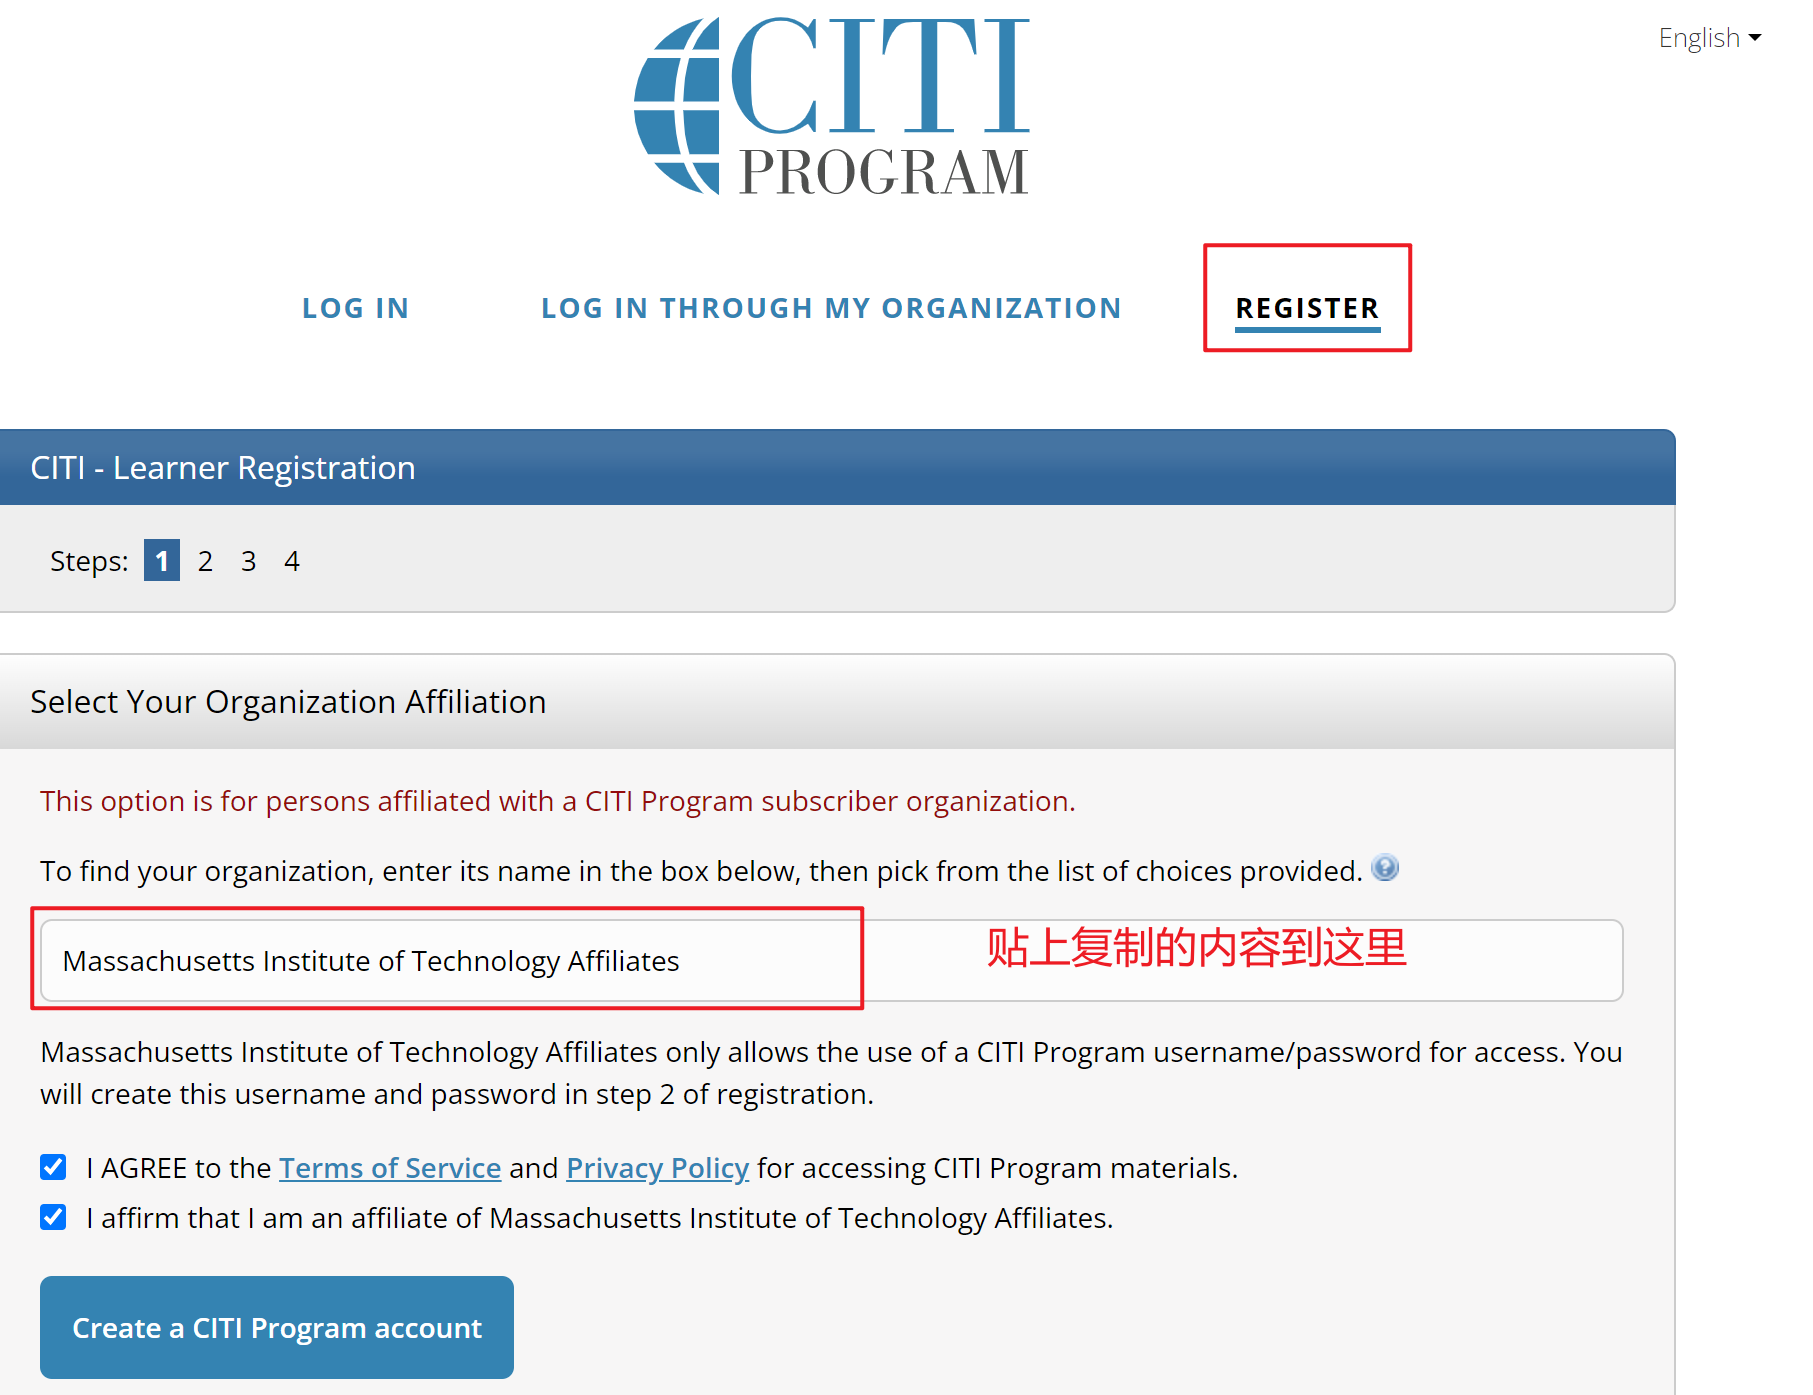 CITI
PROGRAM
English
LOG IN
LOG IN THROUGH MY ORGANIZATION
REGISTER
CITI - Learner Registration
Steps: 1 2 3 4
Select Your Organization Affiliation
This option is for persons affiliated with a CITI Program subscriber organization.
To find your organization, enter its name in the box below, then pick from the list of choices provided. ?
Massachusetts Institute of Technology Affiliates
贴上复制的内容到这里
Massachusetts Institute of Technology Affiliates only allows the use of a CITI Program username/password for access. You
will create this username and password in step 2 of registration.
I AGREE to the Terms of Service and Privacy Policy for accessing CITI Program materials.
I affirm that I am an affiliate of Massachusetts Institute of Technology Affiliates.
Create a CITI Program account